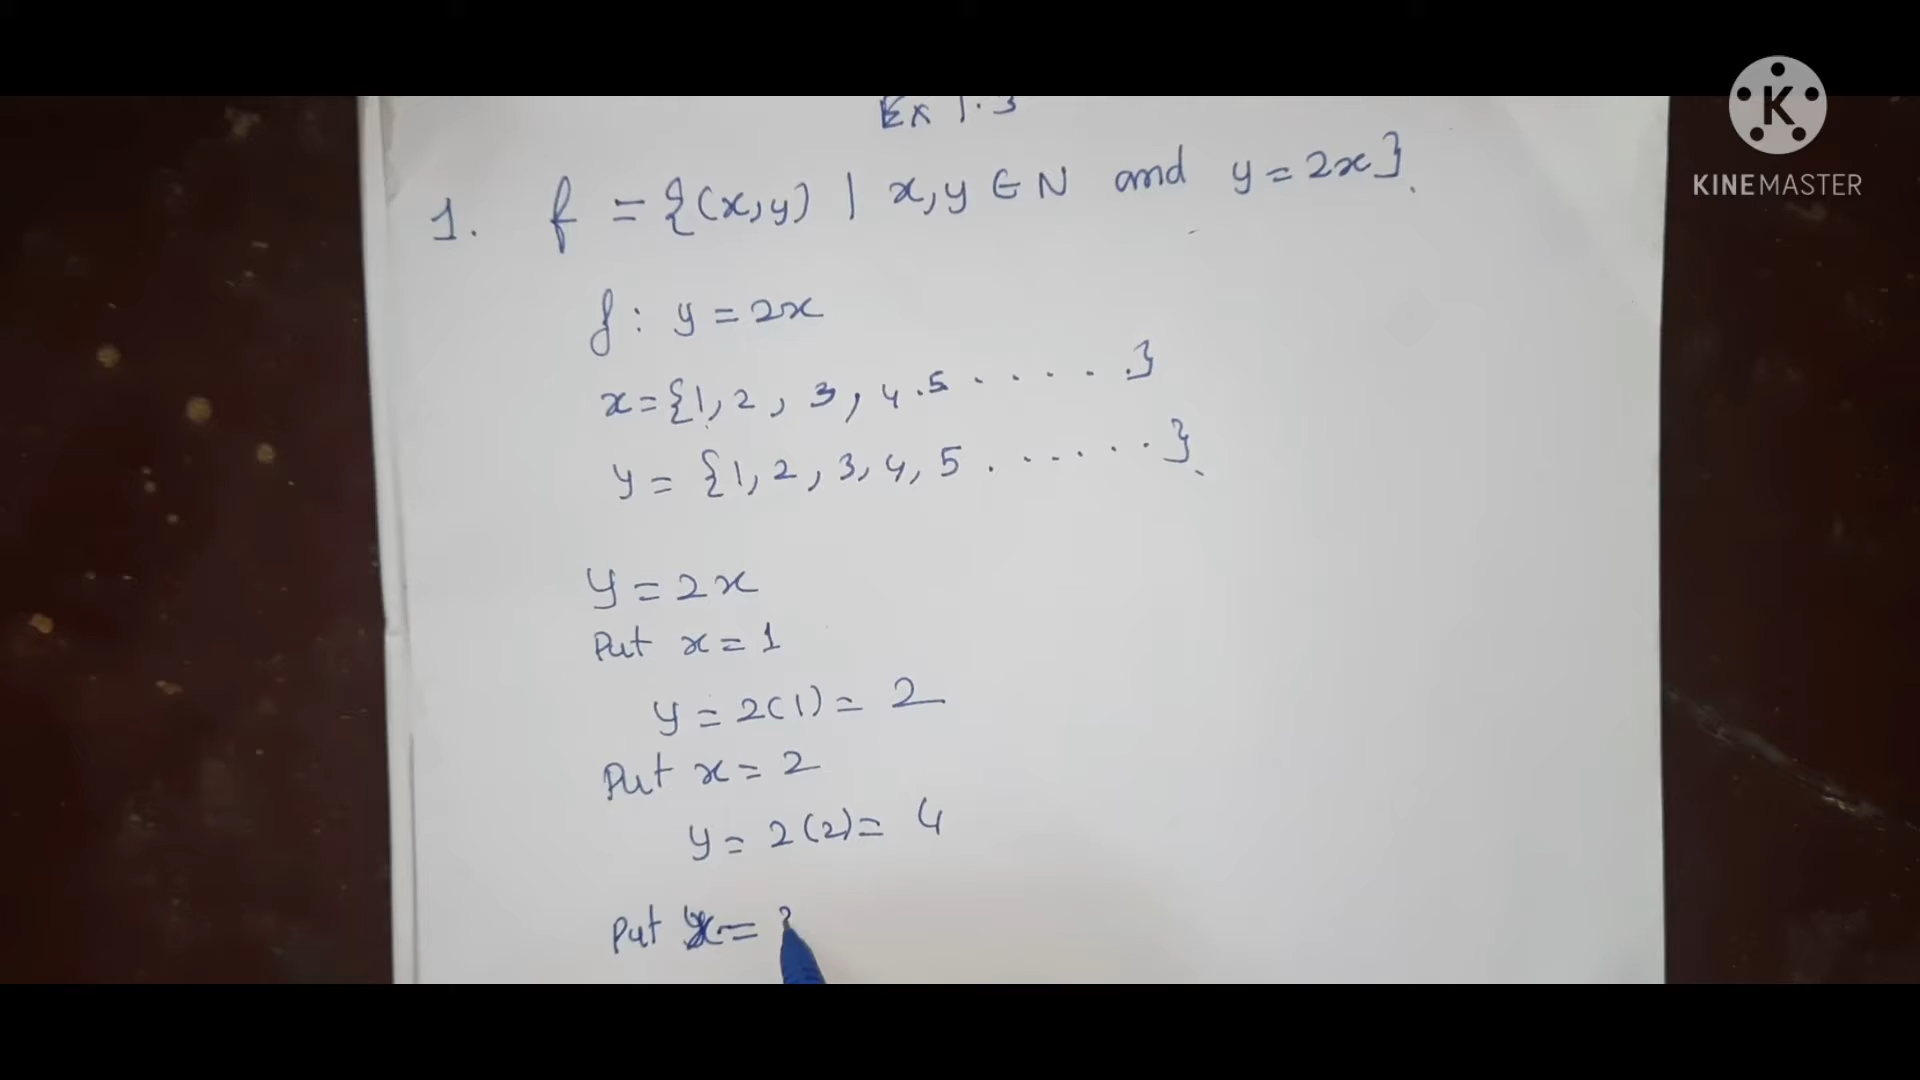 Ex 1.3
KINEMASTER
1. f = {(x,y) | x,y ∈ N and y = 2x}.
f : y = 2x
x = {1, 2, 3, 4.5 . . . . . .}
y = {1, 2, 3, 4, 5 . . . . . . .}.
y = 2x
Put x = 1
y = 2(1) = 2
Put x = 2
y = 2(2) = 4
Put x =